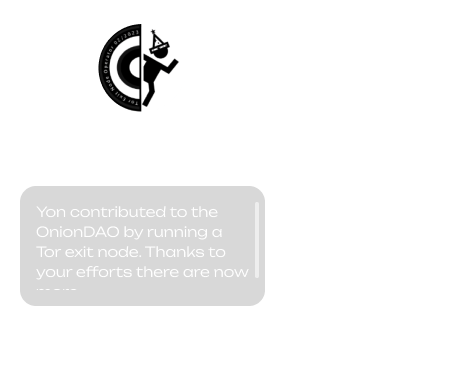 Tor Exit Node Operator 02/2023
Yon contributed to the
OnionDAO by running a
Tor exit node. Thanks to
your efforts there are now